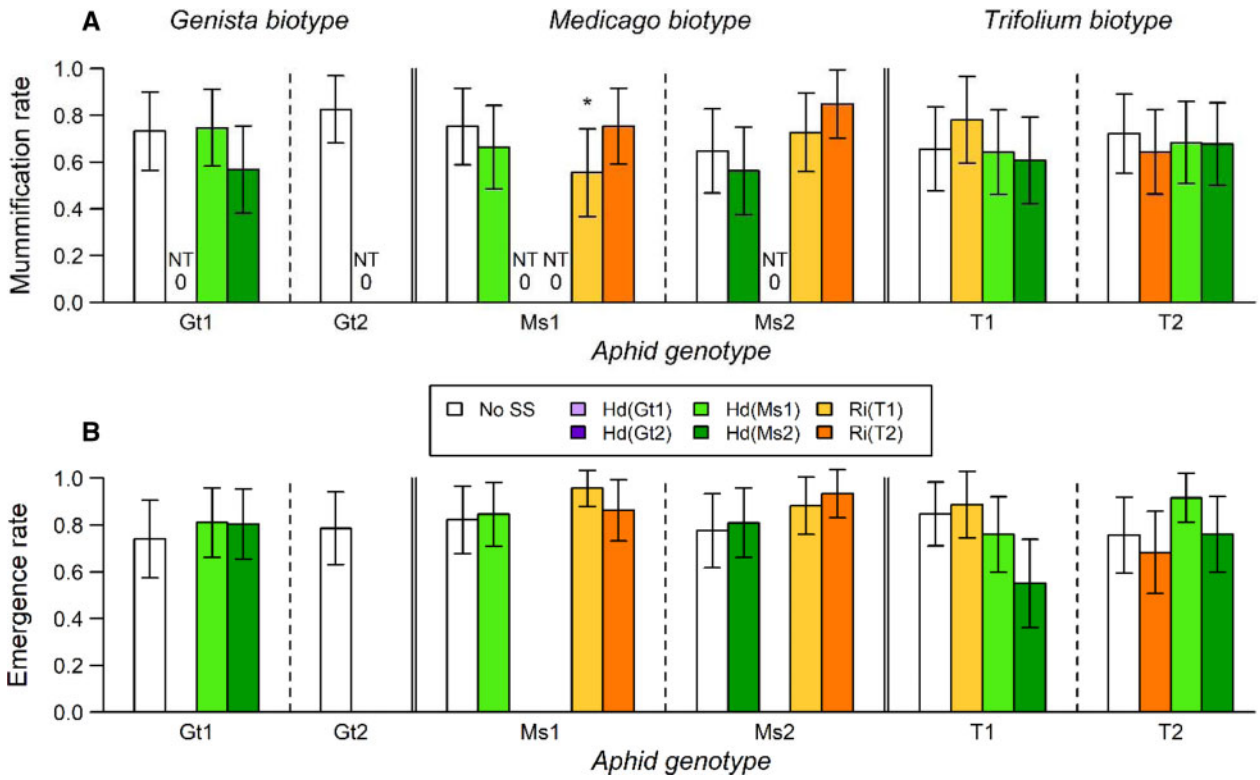 A
Genista biotype Medicago biotype Trifolium biotype
Mummification rate
1.0
0.8
0.6
0.4
0.2
0.0
*
NT NT NT NT NT
0 0 0 0 0
Gt1 Gt2 Ms1 Ms2 T1 T2
Aphid genotype
No SS Hd(Gt1) Hd(Ms1) Ri(T1)
Hd(Gt2) Hd(Ms2) Ri(T2)
B
Emergence rate
1.0
0.8
0.6
0.4
0.2
0.0
Gt1 Gt2 Ms1 Ms2 T1 T2
Aphid genotype